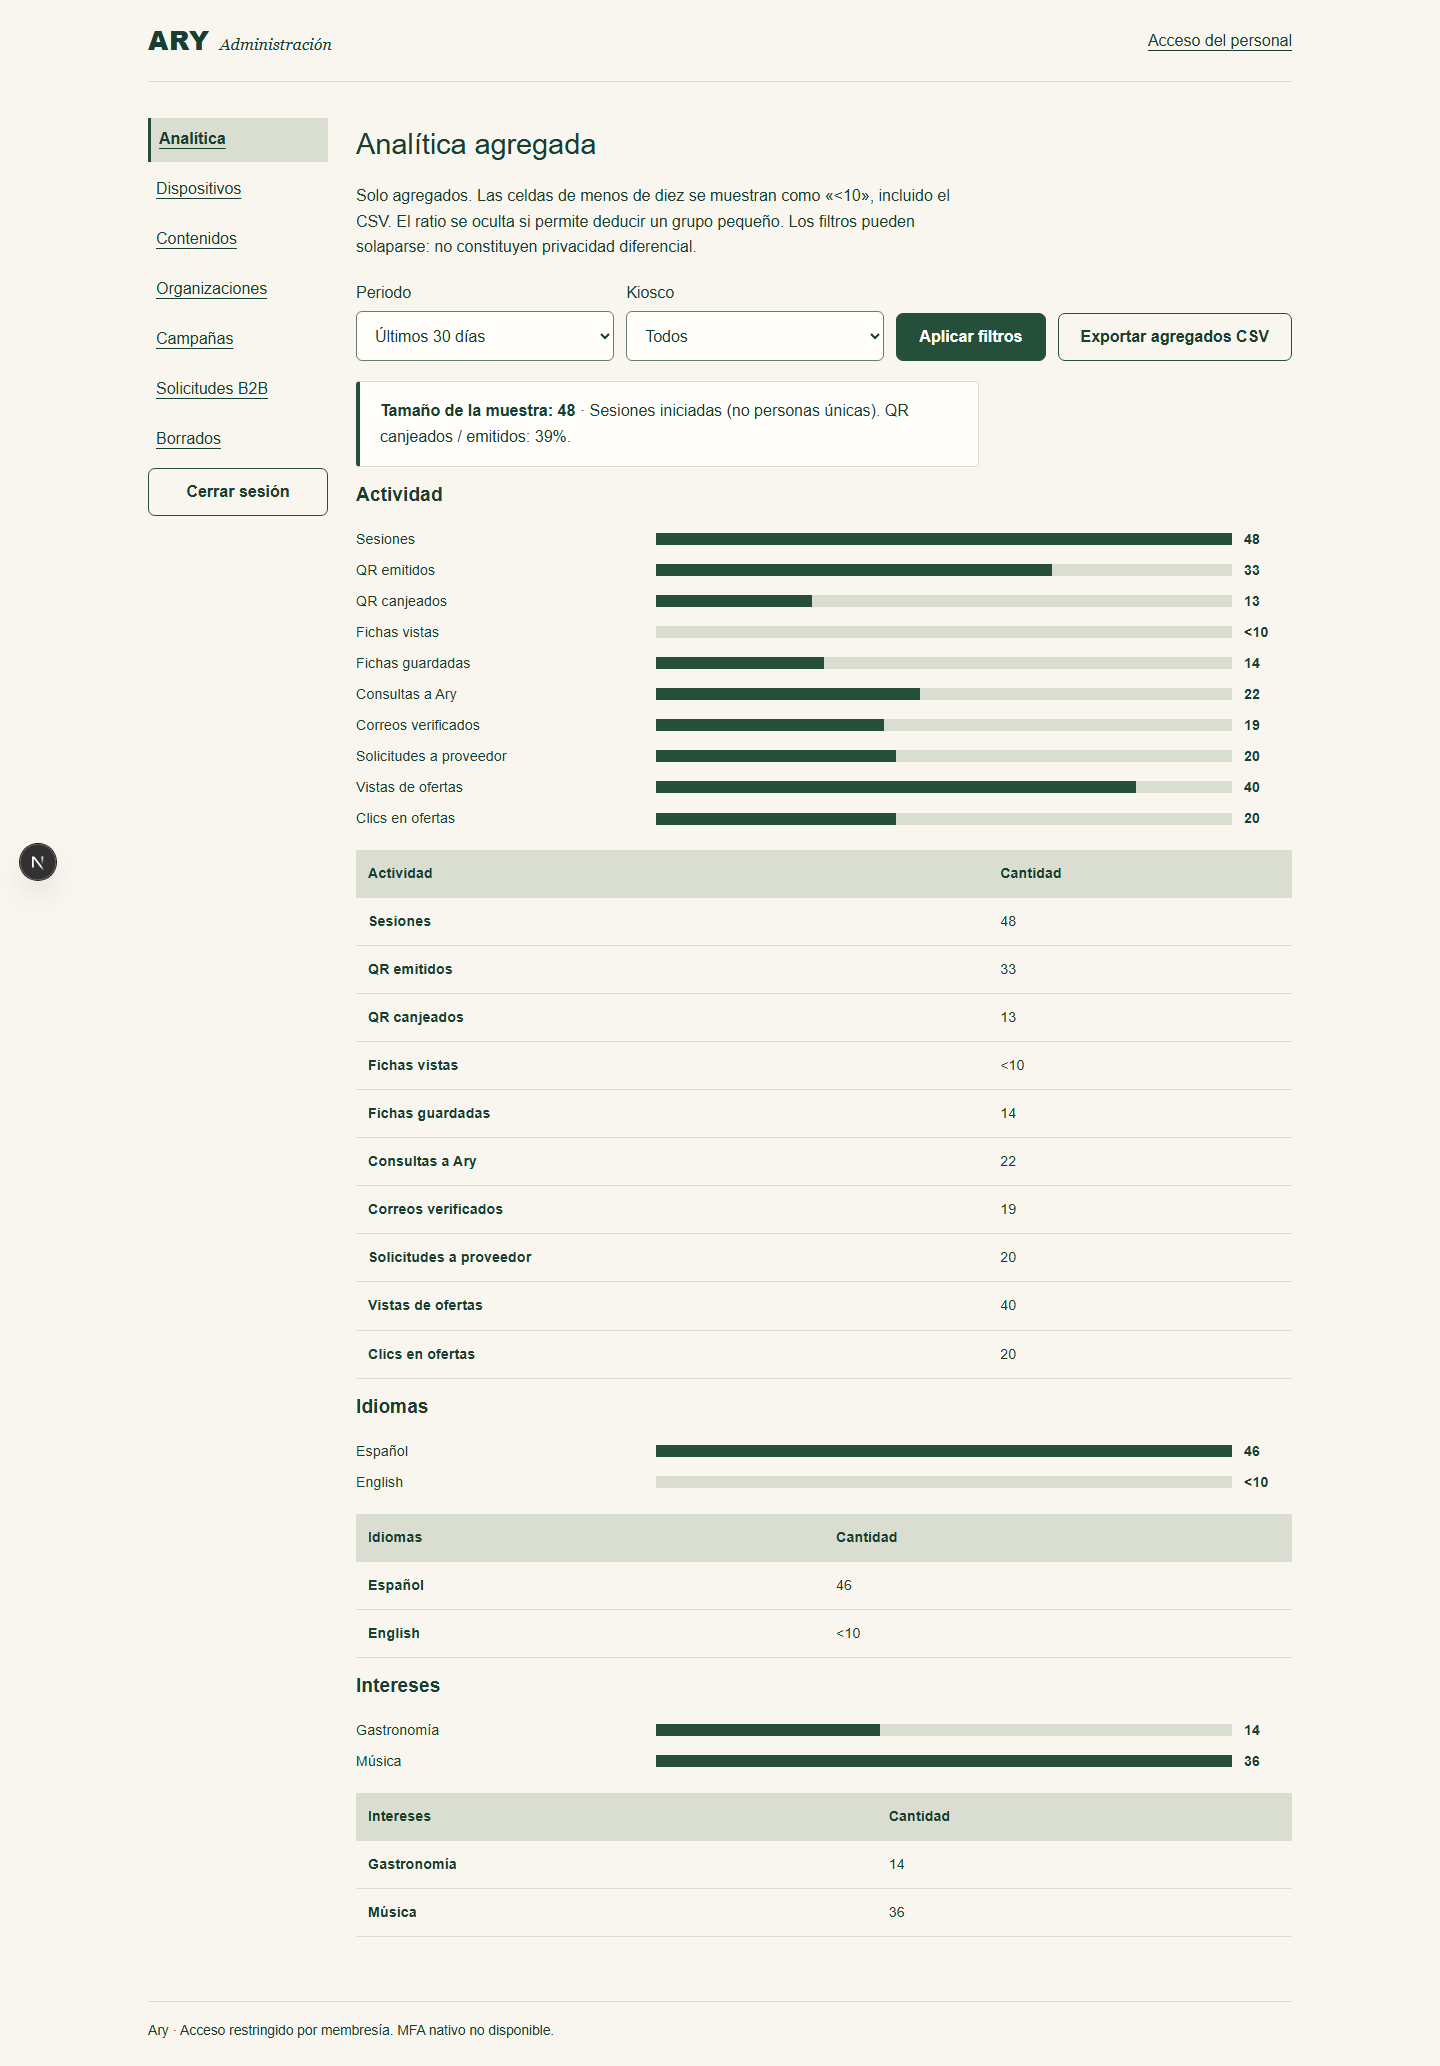 ARY Administración
Acceso del personal
Analítica
Dispositivos
Contenidos
Organizaciones
Campañas
Solicitudes B2B
Borrados
Cerrar sesión
Analítica agregada
Solo agregados. Las celdas de menos de diez se muestran como «<10», incluido el
CSV. El ratio se oculta si permite deducir un grupo pequeño. Los filtros pueden
solaparse: no constituyen privacidad diferencial.
Periodo
Kiosco
Últimos 30 días
Todos
Aplicar filtros
Exportar agregados CSV
Tamaño de la muestra: 48 · Sesiones iniciadas (no personas únicas). QR
canjeados / emitidos: 39%.
Actividad
Sesiones 48
QR emitidos 33
QR canjeados 13
Fichas vistas <10
Fichas guardadas 14
Consultas a Ary 22
Correos verificados 19
Solicitudes a proveedor 20
Vistas de ofertas 40
Clics en ofertas 20
Actividad Cantidad
Sesiones 48
QR emitidos 33
QR canjeados 13
Fichas vistas <10
Fichas guardadas 14
Consultas a Ary 22
Correos verificados 19
Solicitudes a proveedor 20
Vistas de ofertas 40
Clics en ofertas 20
Idiomas
Español 46
English <10
Idiomas Cantidad
Español 46
English <10
Intereses
Gastronomía 14
Música 36
Intereses Cantidad
Gastronomía 14
Música 36
N
Ary · Acceso restringido por membresía. MFA nativo no disponible.